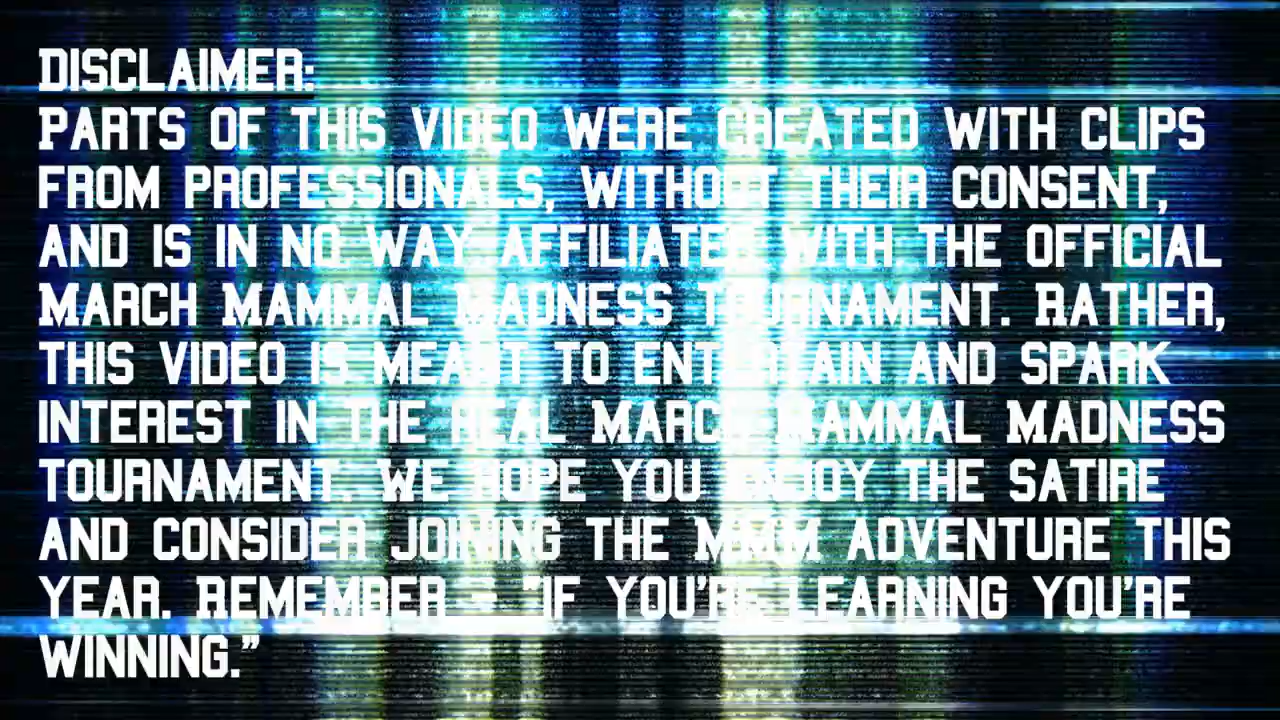 DISCLAIMER:
PARTS OF THIS VIDEO WERE CREATED WITH CLIPS
FROM PROFESSIONALS, WITHOUT THEIR CONSENT,
AND IS IN NO WAY AFFILIATED WITH THE OFFICIAL
MARCH MAMMAL MADNESS TOURNAMENT. RATHER,
THIS VIDEO IS MEANT TO ENTERTAIN AND SPARK
INTEREST IN THE REAL MARCH MAMMAL MADNESS
TOURNAMENT. WE HOPE YOU ENJOY THE SATIRE
AND CONSIDER JOINING THE MMM ADVENTURE THIS
YEAR. REMEMBER - "IF YOU'RE LEARNING YOU'RE
WINNING."